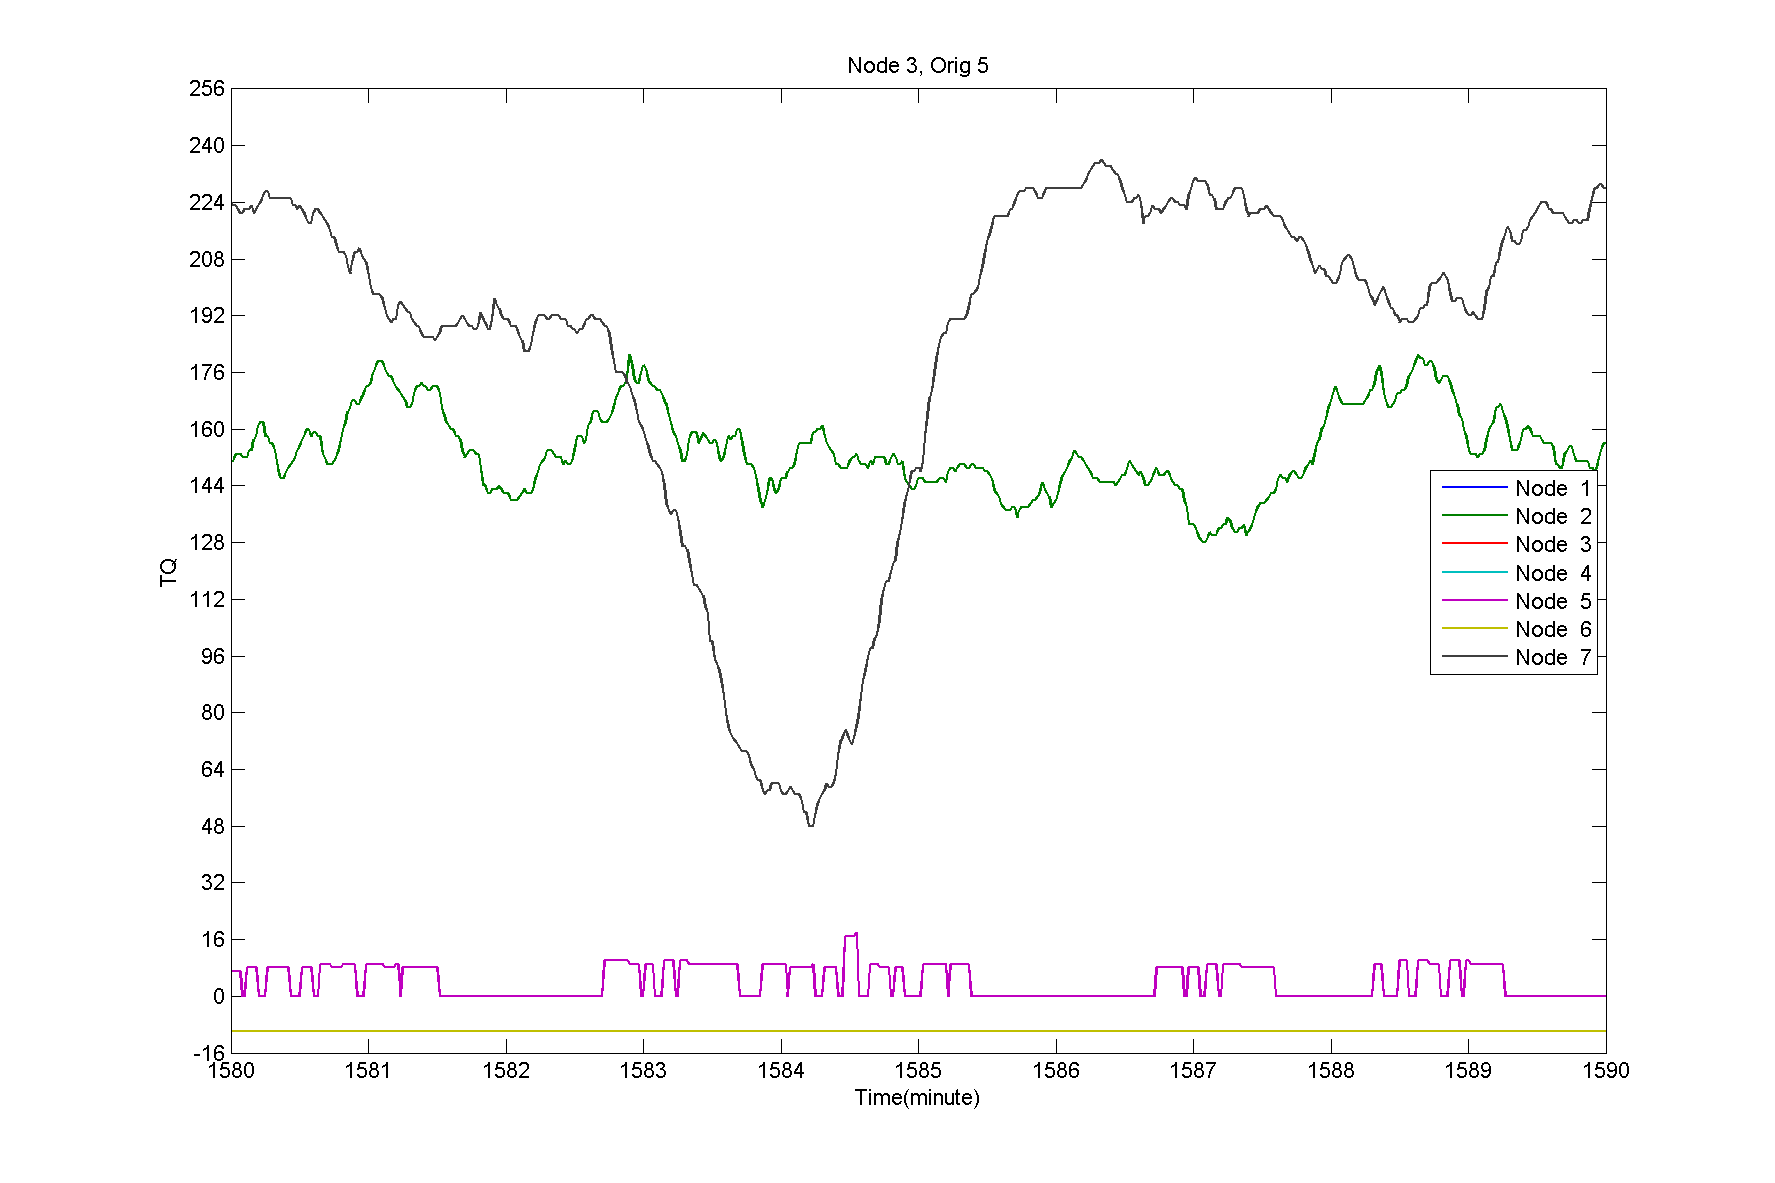 Node 3, Orig 5
256
240
224
208
192
176
160
144
128
112
96
80
64
48
32
16
0
-16
TQ
Node 1
Node 2
Node 3
Node 4
Node 5
Node 6
Node 7
1580 1581 1582 1583 1584 1585 1586 1587 1588 1589 1590
Time(minute)